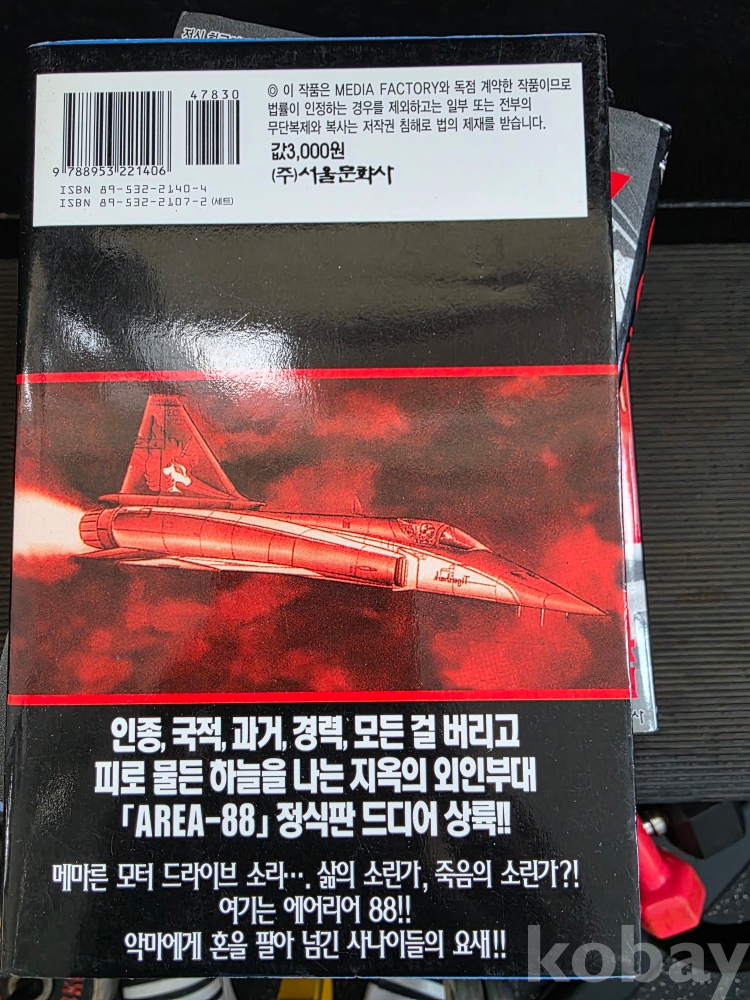 47830
9 788953 221406
ISBN 89-532-2140-4
ISBN 89-532-2107-2 (세트)
◎ 이 작품은 MEDIA FACTORY와 독점 계약한 작품이므로
법률이 인정하는 경우를 제외하고는 일부 또는 전부의
무단복제와 복사는 저작권 침해로 법의 제재를 받습니다.
값3,000원
(주)서울문화사
Tigershark
인종, 국적, 과거, 경력, 모든 걸 버리고
피로 물든 하늘을 나는 지옥의 외인부대
「AREA-88」 정식판 드디어 상륙!!
메마른 모터 드라이브 소리…. 삶의 소린가, 죽음의 소린가?!
여기는 에어리어 88!!
악마에게 혼을 팔아 넘긴 사나이들의 요새!!
kobay